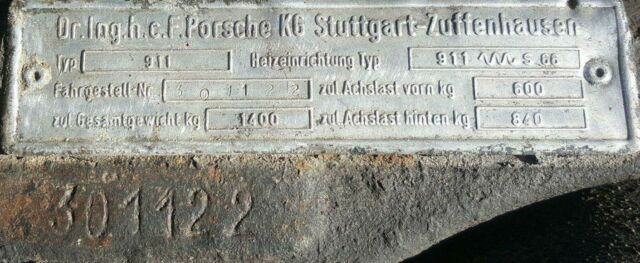 Dr.Ing.h.c.F.Porsche KG Stuttgart-Zuffenhausen
Typ 911 Heizeinrichtung Typ 911 S 66
Fahrgestell-Nr. 301122 zul Achslast vorn kg 600
zul Gesamtgewicht kg 1400 zul Achslast hinten kg 840
301122